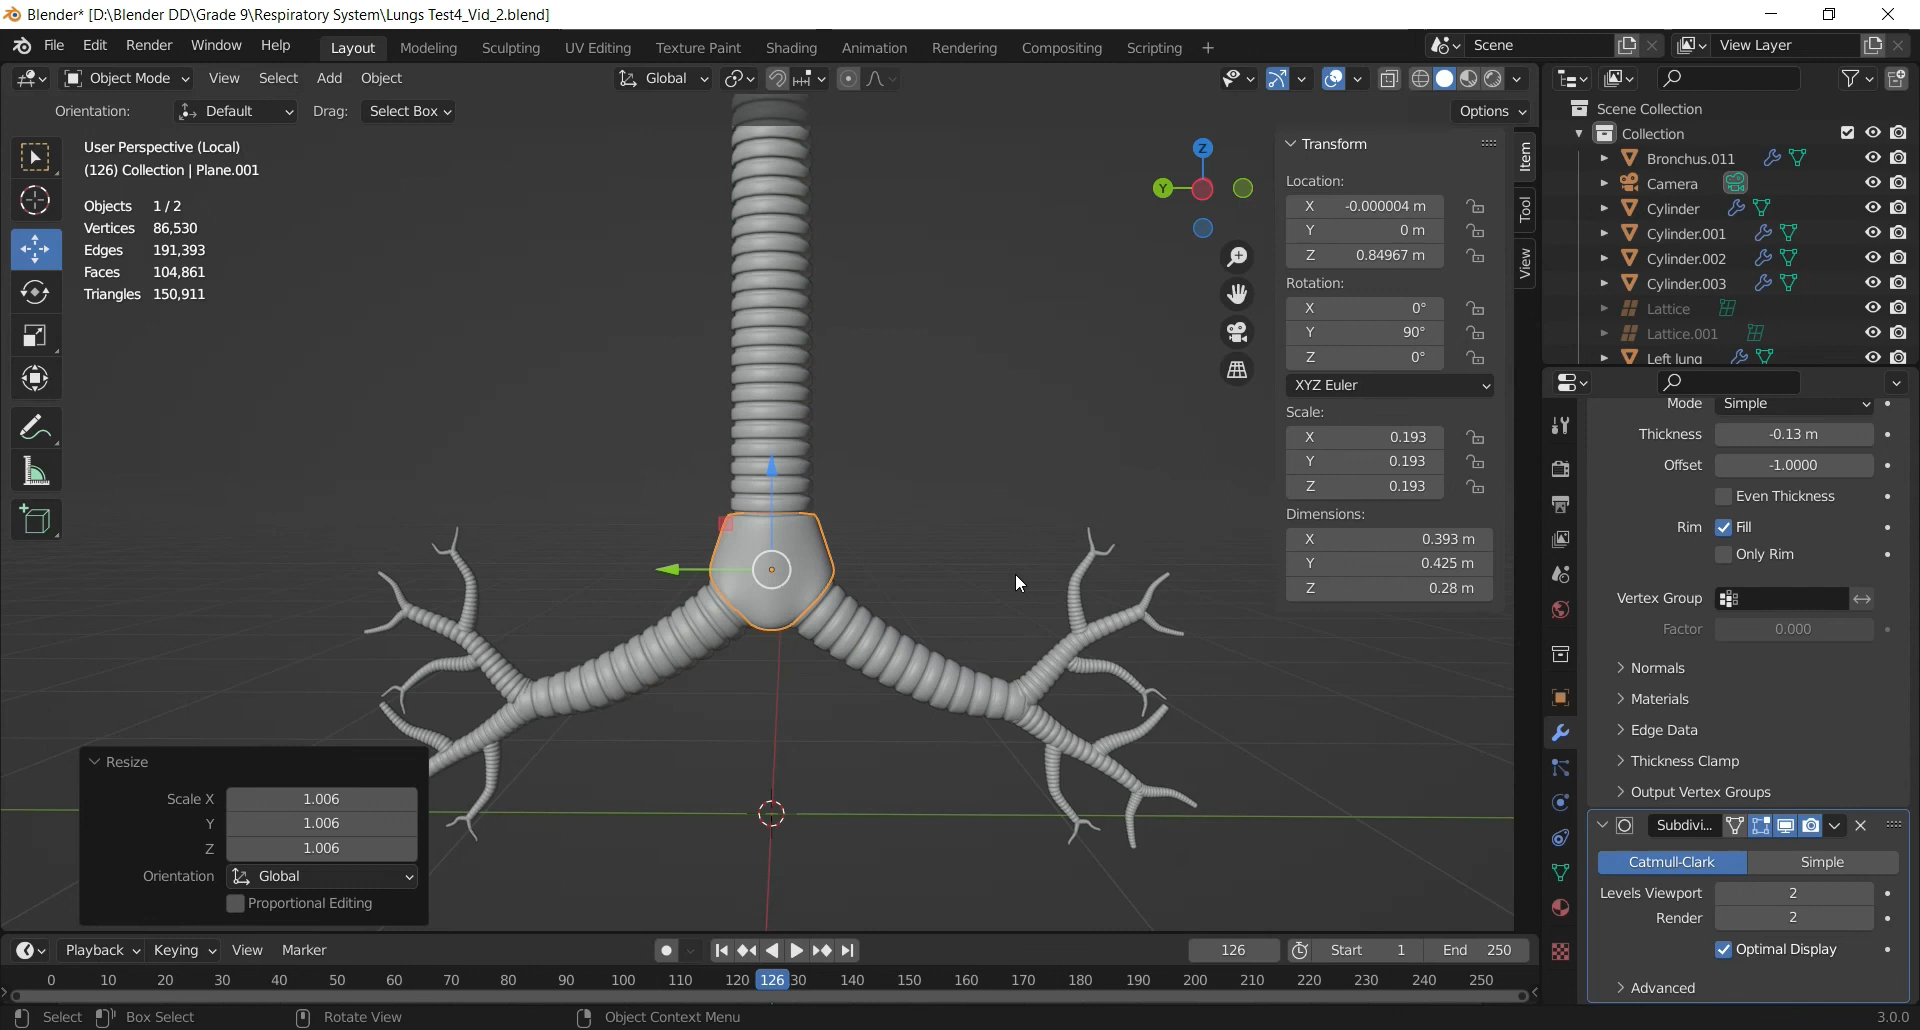 Blender* [D:\Blender DD\Grade 9\Respiratory System\Lungs Test4_Vid_2.blend]
File Edit Render Window Help Layout Modeling Sculpting UV Editing Texture Paint Shading Animation Rendering Compositing Scripting + Scene View Layer
Object Mode View Select Add Object Global
Orientation: Default Drag: Select Box Options
User Perspective (Local)
(126) Collection | Plane.001
Objects 1/2
Vertices 86,530
Edges 191,393
Faces 104,861
Triangles 150,911
Z
Y
Transform
Location:
X -0.000004 m
Y 0 m
Z 0.84967 m
Rotation:
X 0°
Y 90°
Z 0°
XYZ Euler
Scale:
X 0.193
Y 0.193
Z 0.193
Dimensions:
X 0.393 m
Y 0.425 m
Z 0.28 m
Item
Tool
View
Scene Collection
Collection
Bronchus.011
Camera
Cylinder
Cylinder.001
Cylinder.002
Cylinder.003
Lattice
Lattice.001
Left lung
Mode Simple
Thickness -0.13 m
Offset -1.0000
Even Thickness
Rim Fill
Only Rim
Vertex Group
Factor 0.000
Normals
Materials
Edge Data
Thickness Clamp
Output Vertex Groups
Subdivi...
Catmull-Clark Simple
Levels Viewport 2
Render 2
Optimal Display
Advanced
Resize
Scale X 1.006
Y 1.006
Z 1.006
Orientation Global
Proportional Editing
Playback Keying View Marker 126 Start 1 End 250
0 10 20 30 40 50 60 70 80 90 100 110 120 126 30 140 150 160 170 180 190 200 210 220 230 240 250
Select Box Select Rotate View Object Context Menu 3.0.0